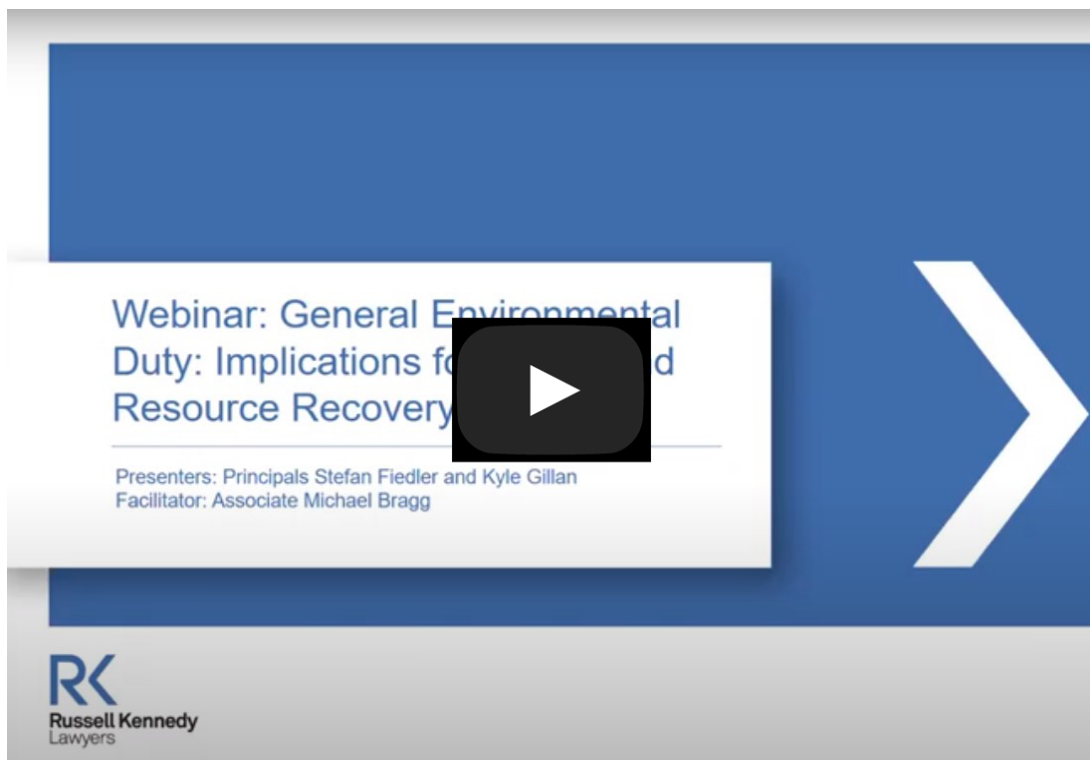 Webinar: General Environmental
Duty: Implications d
Resource Recovery
Presenters: Principals Stefan Fiedler and Kyle Gillan
Facilitator: Associate Michael Bragg
RK
Russell Kennedy
Lawyers